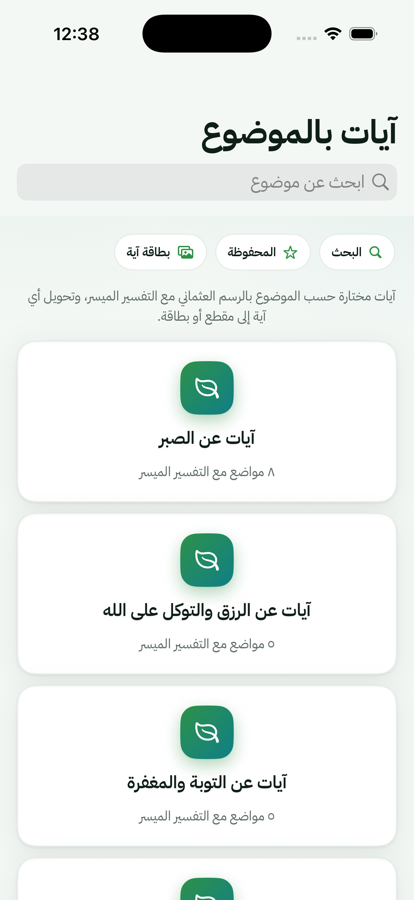 12:38
آيات بالموضوع
ابحث عن موضوع
البحث
المحفوظة
بطاقة آية
آيات مختارة حسب الموضوع بالرسم العثماني مع التفسير الميسر، وتحويل أي
آية إلى مقطع أو بطاقة.
آيات عن الصبر
٨ مواضع مع التفسير الميسر
آيات عن الرزق والتوكل على الله
٥ مواضع مع التفسير الميسر
آيات عن التوبة والمغفرة
٥ مواضع مع التفسير الميسر